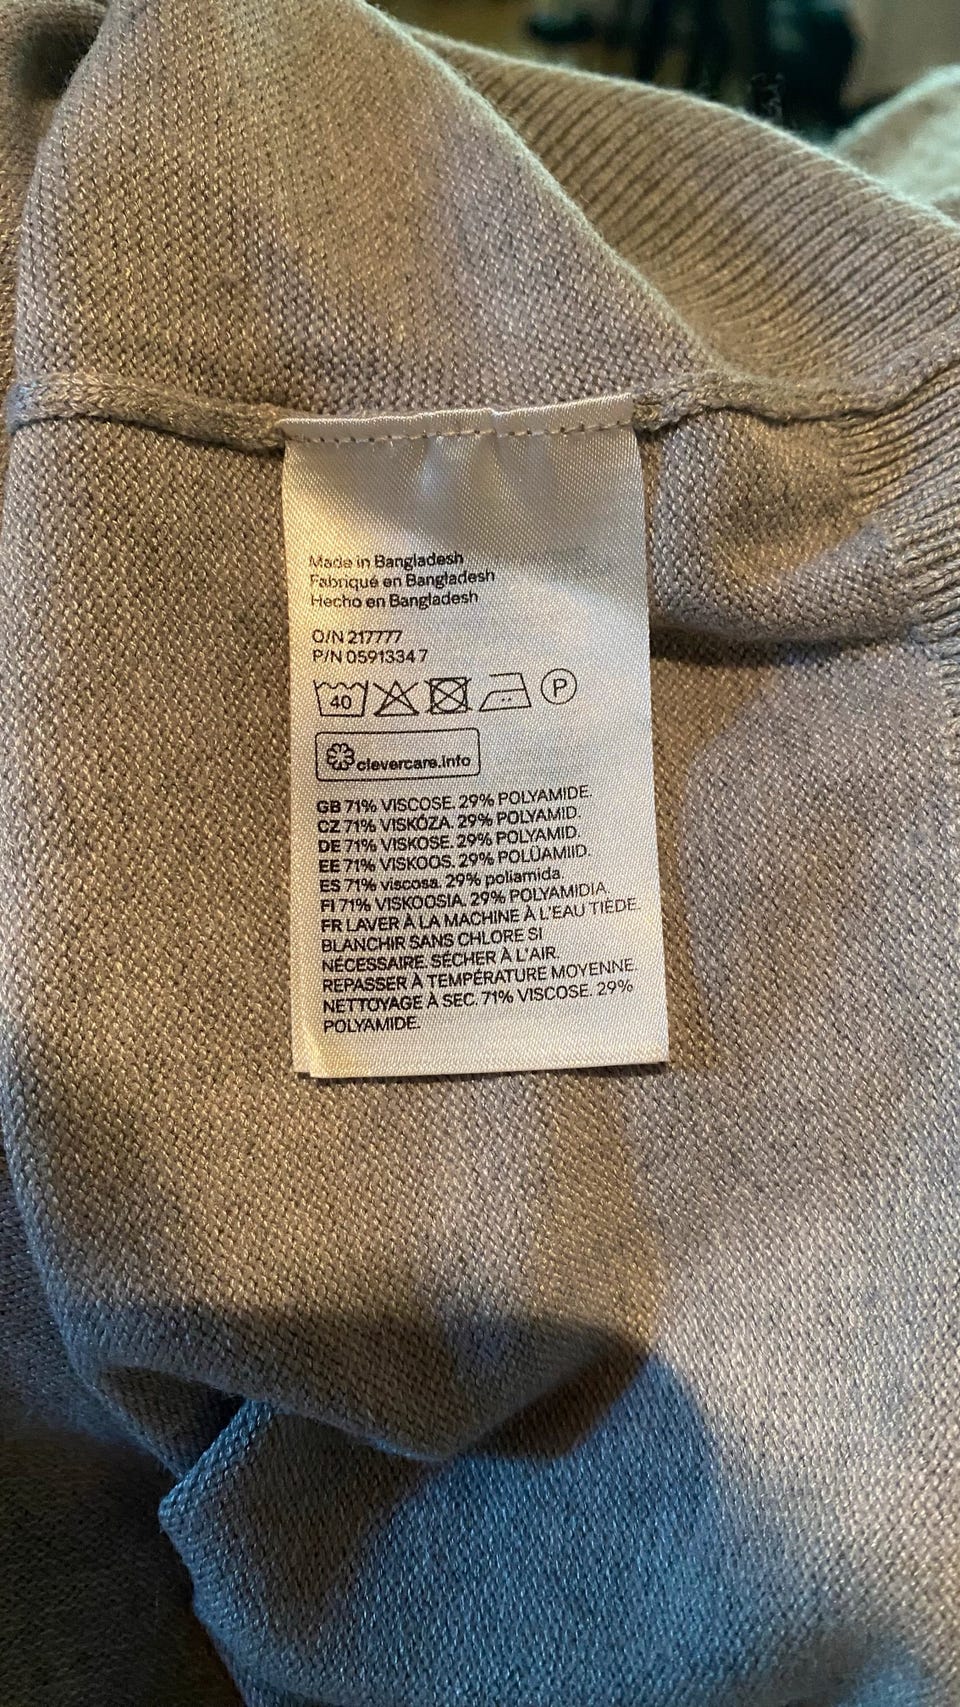 Made in Bangladesh
Fabriqué en Bangladesh
Hecho en Bangladesh
O/N 217777
P/N 05913347
40 P
clevercare.info
GB 71% VISCOSE. 29% POLYAMIDE.
CZ 71% VISKÓZA. 29% POLYAMID.
DE 71% VISKOSE. 29% POLYAMID.
EE 71% VISKOOS. 29% POLÜAMIID.
ES 71% viscosa. 29% poliamida.
FI 71% VISKOOSIA. 29% POLYAMIDIA.
FR LAVER À LA MACHINE À L'EAU TIÈDE.
BLANCHIR SANS CHLORE SI
NÉCESSAIRE. SÉCHER À L'AIR.
REPASSER À TEMPÉRATURE MOYENNE.
NETTOYAGE À SEC. 71% VISCOSE. 29%
POLYAMIDE.